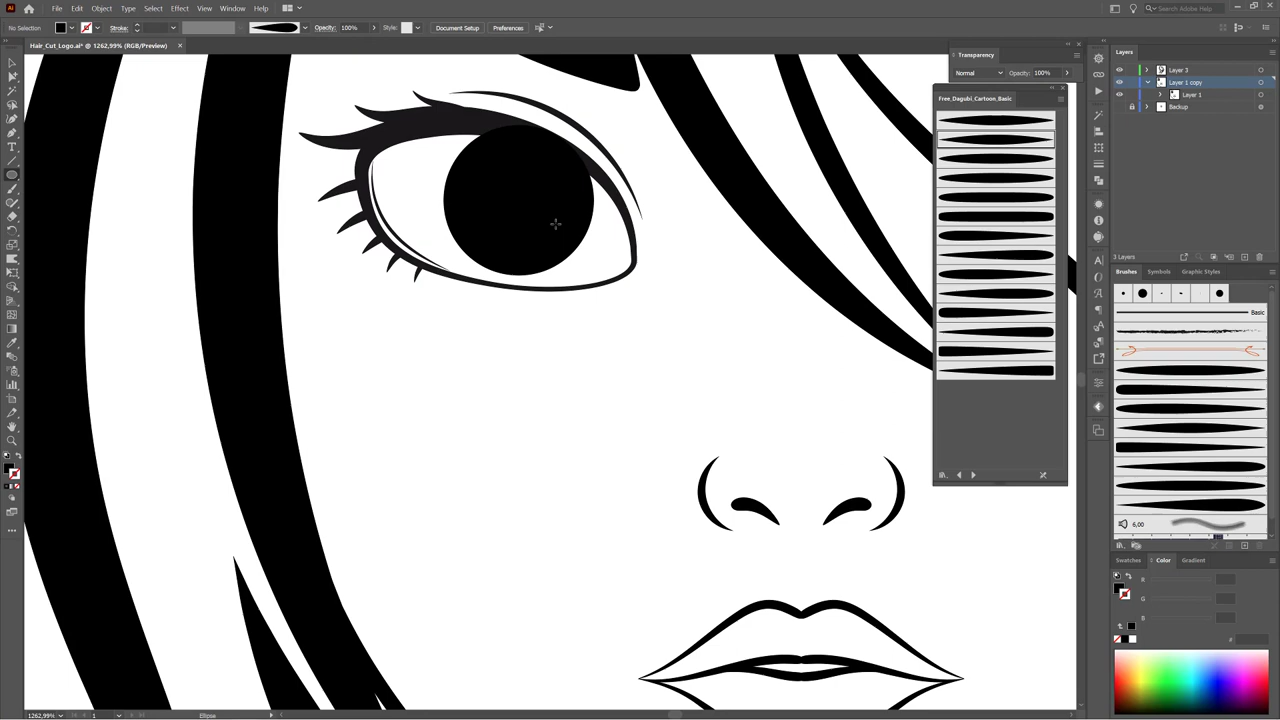 Ai File Edit Object Type Select Effect View Window Help
No Selection Stroke: Opacity: 100% Style: Document Setup Preferences
Hair_Cut_Logo.ai* @ 1262,99% (RGB/Preview) ×
Transparency
Normal Opacity: 100%
Free_Dagubi_Cartoon_Basic
Layers
Layer 3
Layer 1 copy
Layer 1
Backup
3 Layers
Brushes Symbols Graphic Styles
Basic
6,00
Swatches Color Gradient
R
G
B
#
1262,99% 1 Ellipse